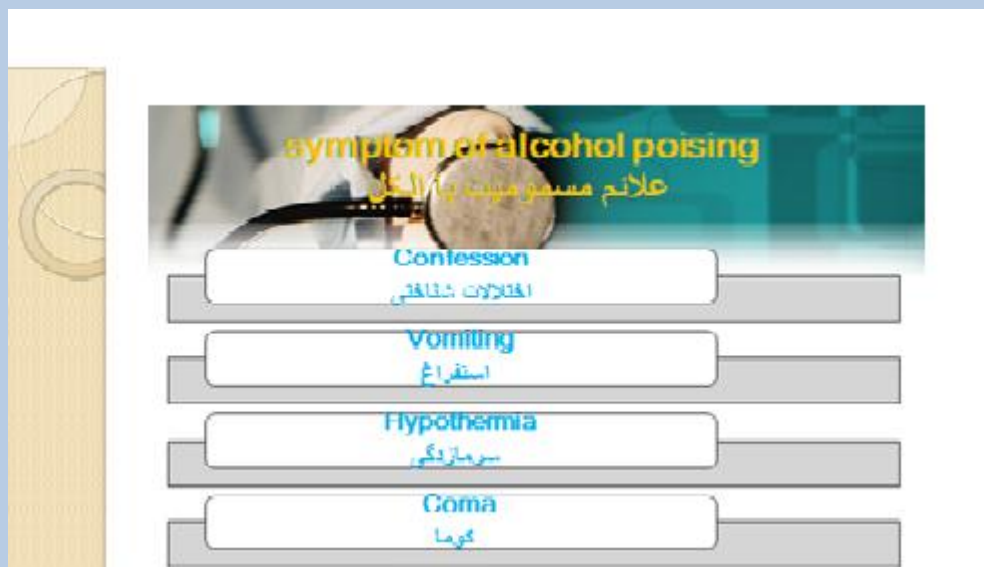 symptom of alcohol poising
علائم مسمومیت با الکل
Confession
اختلالات شناختی
Vomiting
استفراغ
Hypothermia
سرمازدگی
Coma
کوما